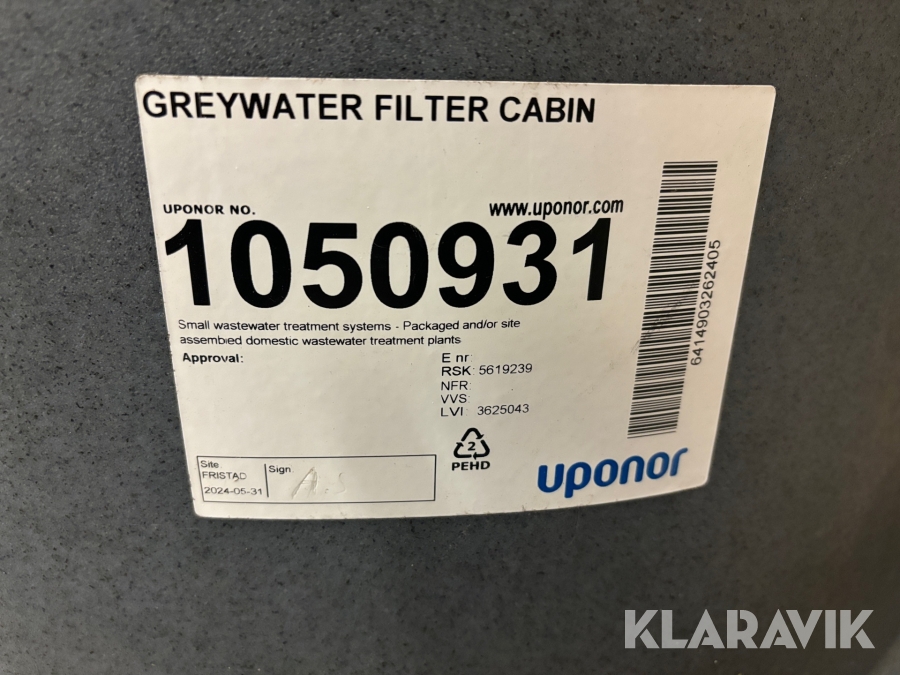 GREYWATER FILTER CABIN
UPONOR NO.
www.uponor.com
1050931
Small wastewater treatment systems - Packaged and/or site
assembled domestic wastewater treatment plants
Approval:
E nr:
RSK: 5619239
NFR:
VVS:
LVI: 3625043
6414903262405
2
PEHD
Site
FRISTAD
2024-05-31
Sign
A.S
uponor
KLARAVIK